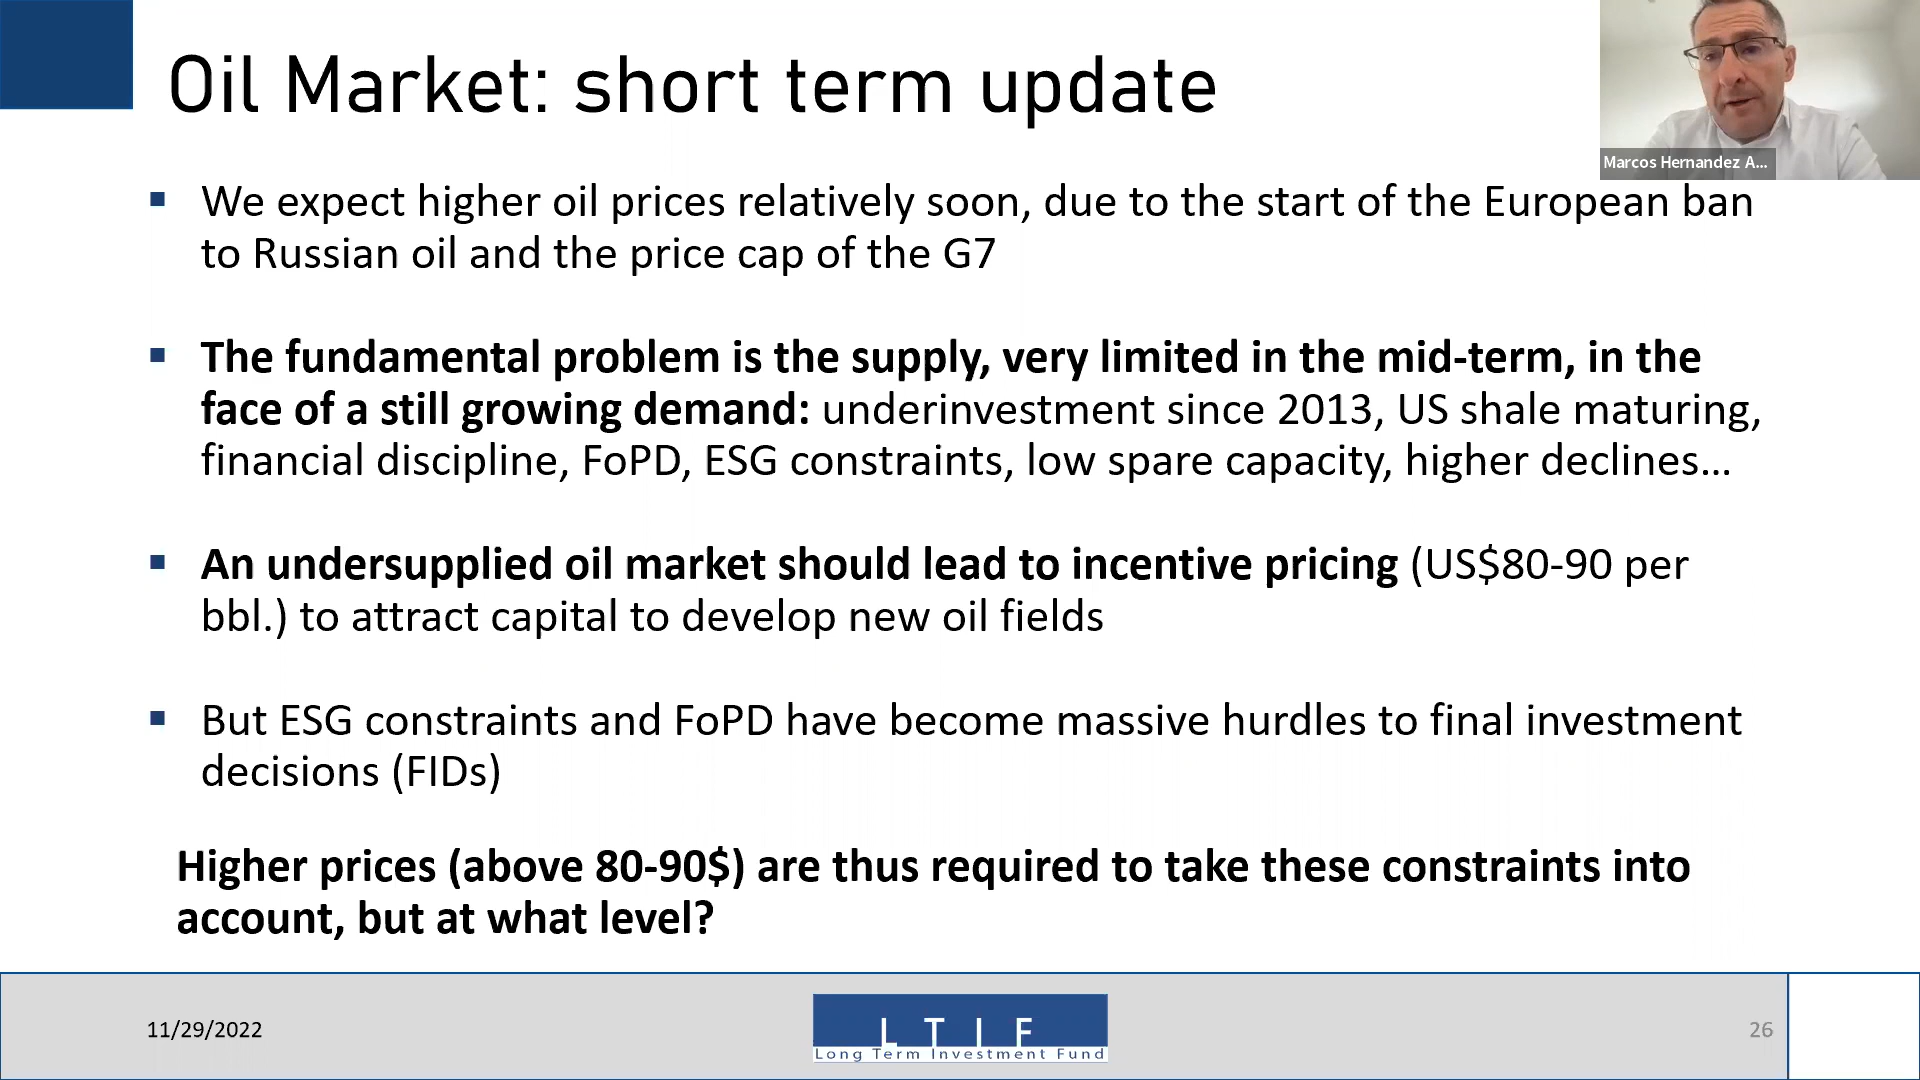 Oil Market: short term update
Marcos Hernandez A...
We expect higher oil prices relatively soon, due to the start of the European ban
to Russian oil and the price cap of the G7
The fundamental problem is the supply, very limited in the mid-term, in the
face of a still growing demand: underinvestment since 2013, US shale maturing,
financial discipline, FoPD, ESG constraints, low spare capacity, higher declines…
An undersupplied oil market should lead to incentive pricing (US$80-90 per
bbl.) to attract capital to develop new oil fields
But ESG constraints and FoPD have become massive hurdles to final investment
decisions (FIDs)
Higher prices (above 80-90$) are thus required to take these constraints into
account, but at what level?
11/29/2022
L T I F
Long Term Investment Fund
26